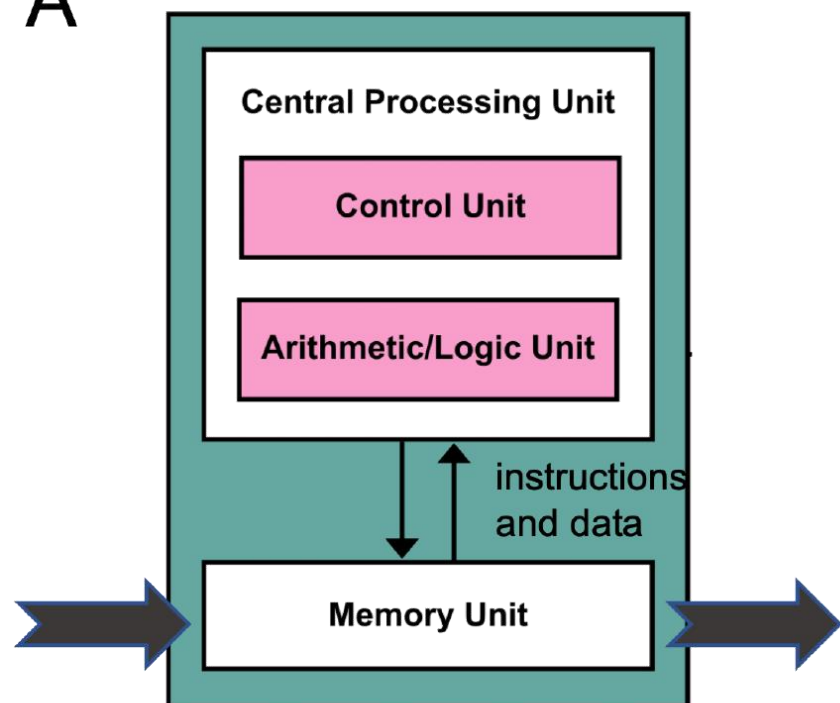 A
Central Processing Unit
Control Unit
Arithmetic/Logic Unit
instructions
and data
Memory Unit